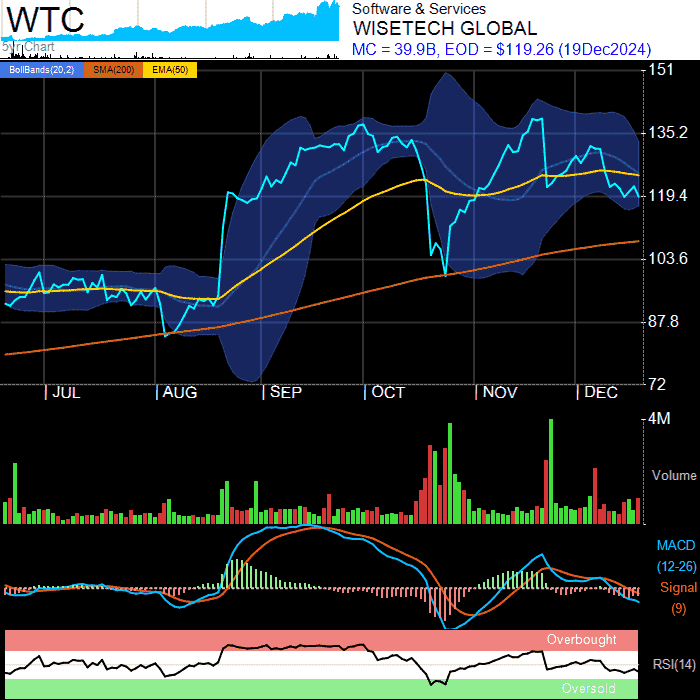 WTC
5yr Chart
Software & Services
WISETECH GLOBAL
MC = 39.9B, EOD = $119.26 (19Dec2024)
BollBands(20,2) SMA(200) EMA(50)
151
135.2
119.4
103.6
87.8
72
JUL AUG SEP OCT NOV DEC
4M
Volume
MACD
(12-26)
Signal
(9)
Overbought
RSI(14)
Oversold